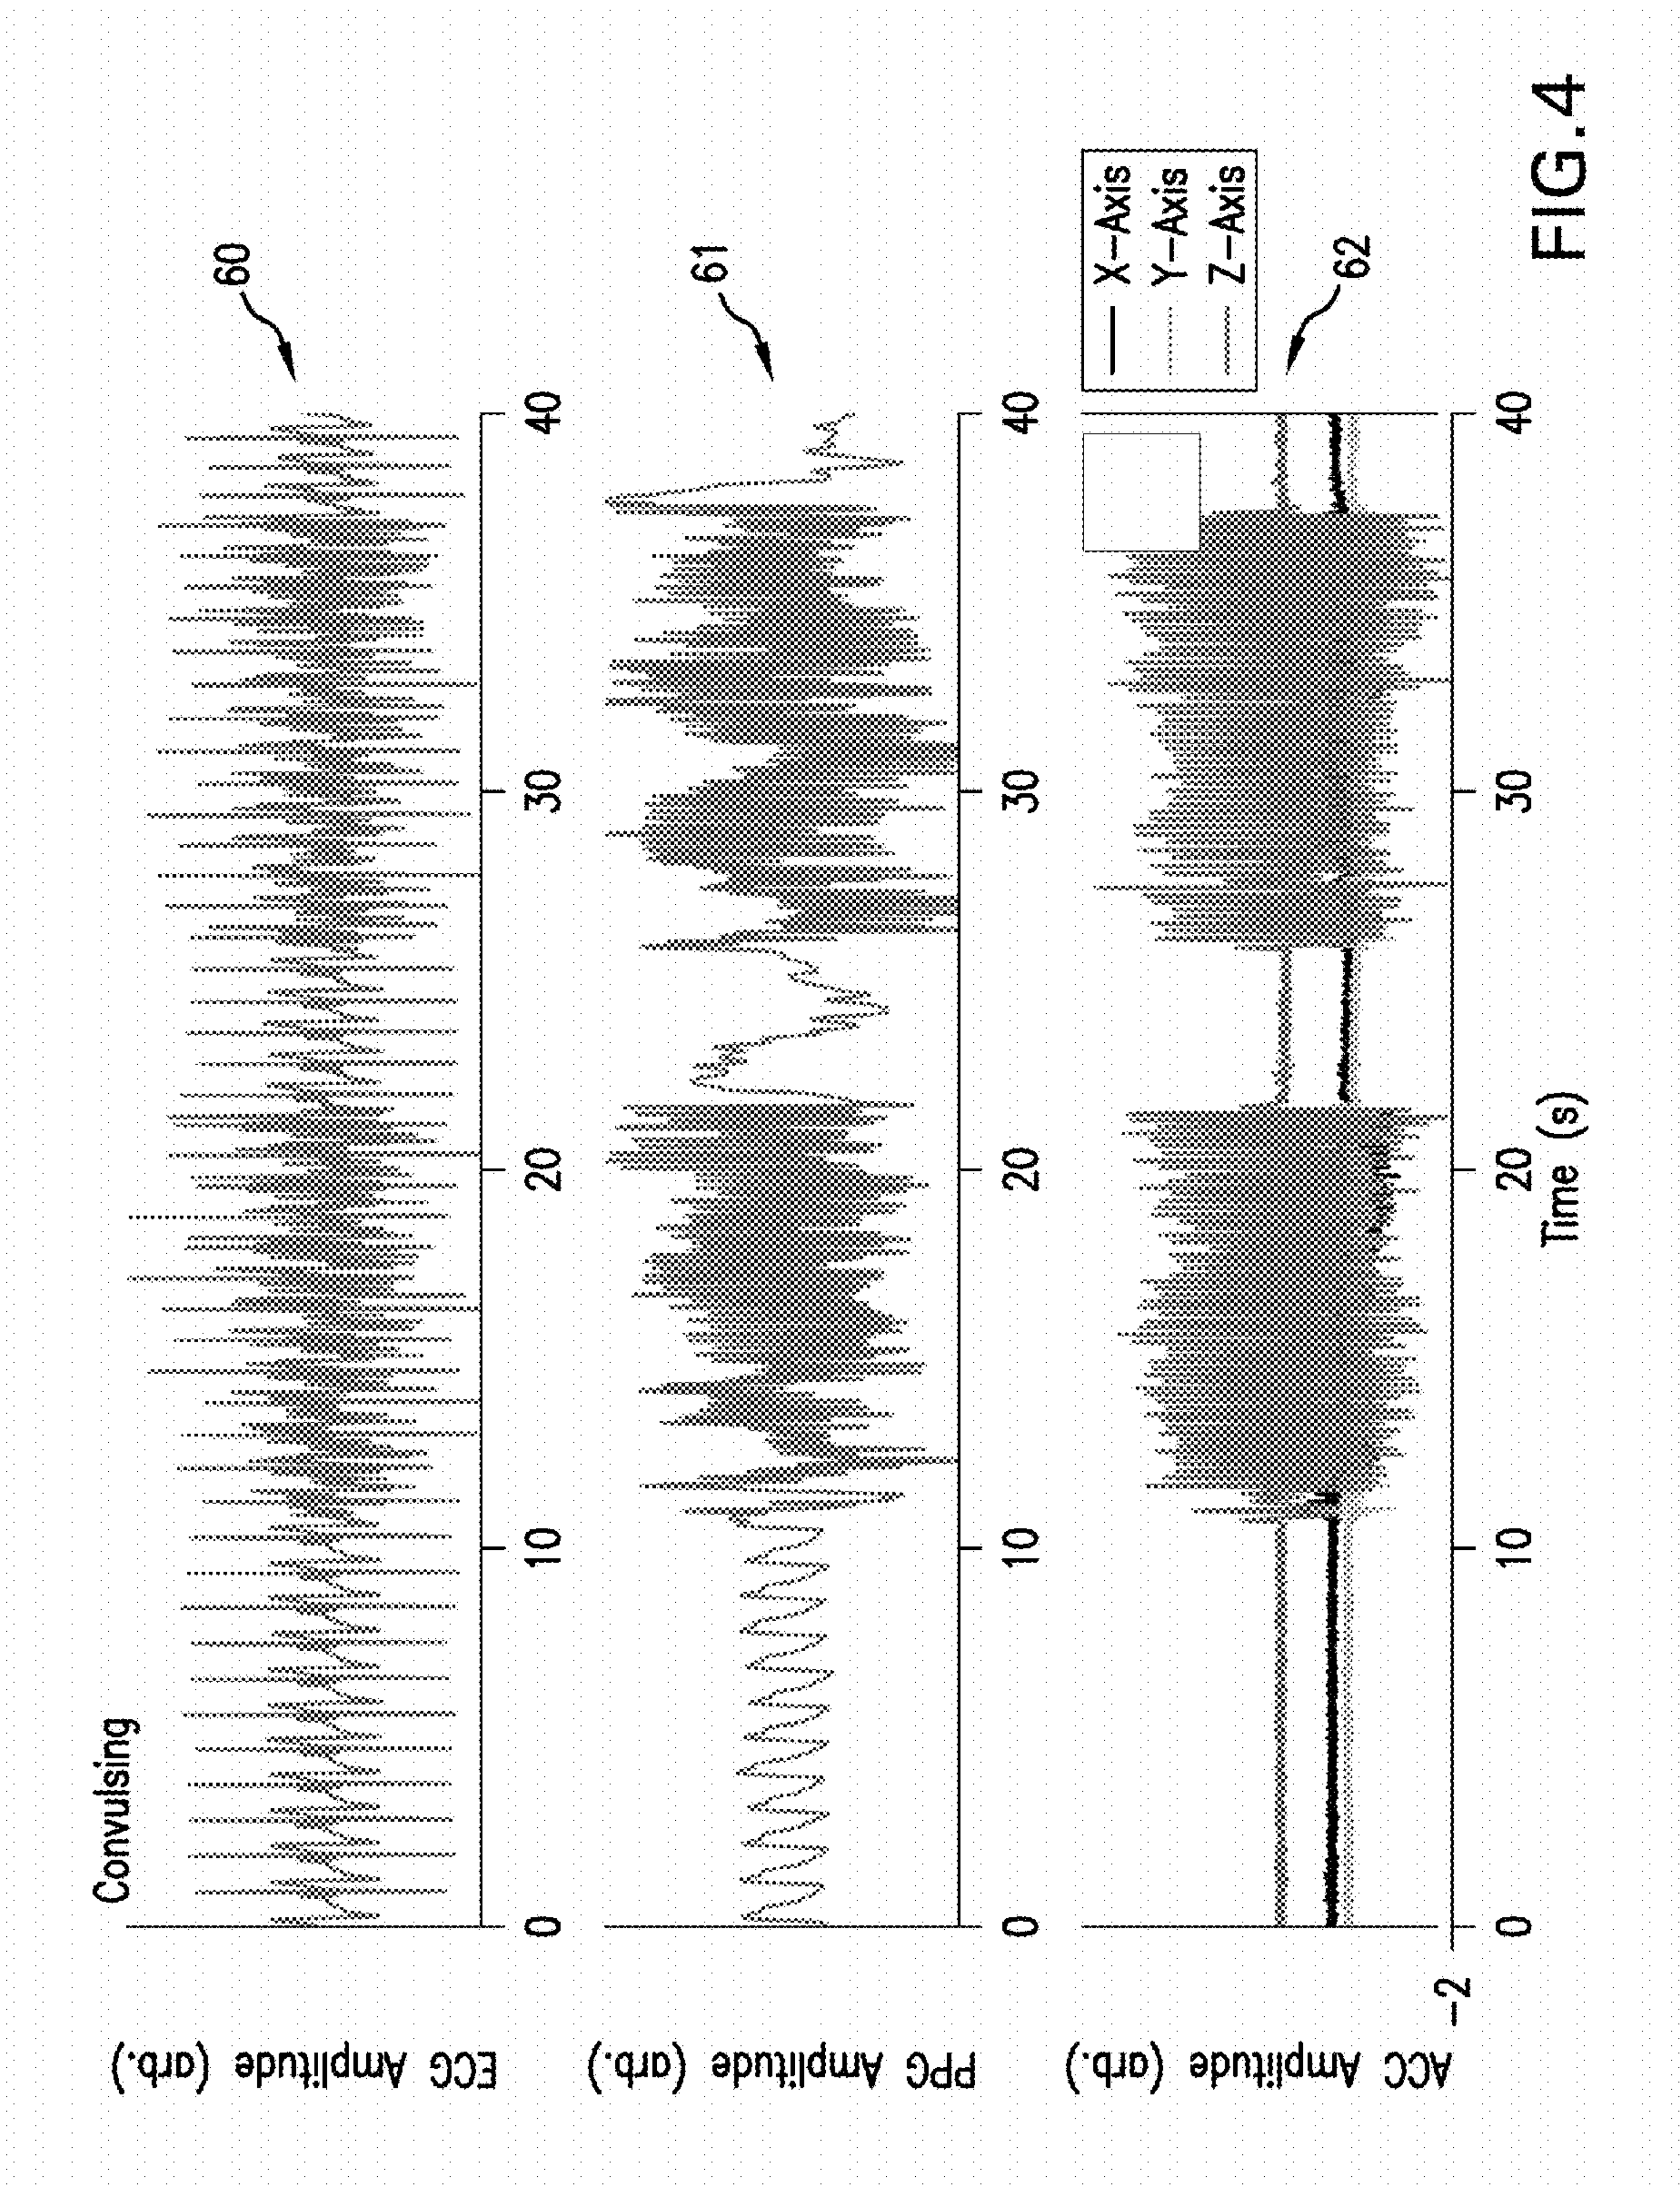 Convulsing
ECG Amplitude (arb.)
60
0 10 20 30 40
PPG Amplitude (arb.)
61
0 10 20 30 40
ACC Amplitude (arb.)
X-Axis
Y-Axis
Z-Axis
62
-2
0 10 20 30 40
Time (s)
FIG.4